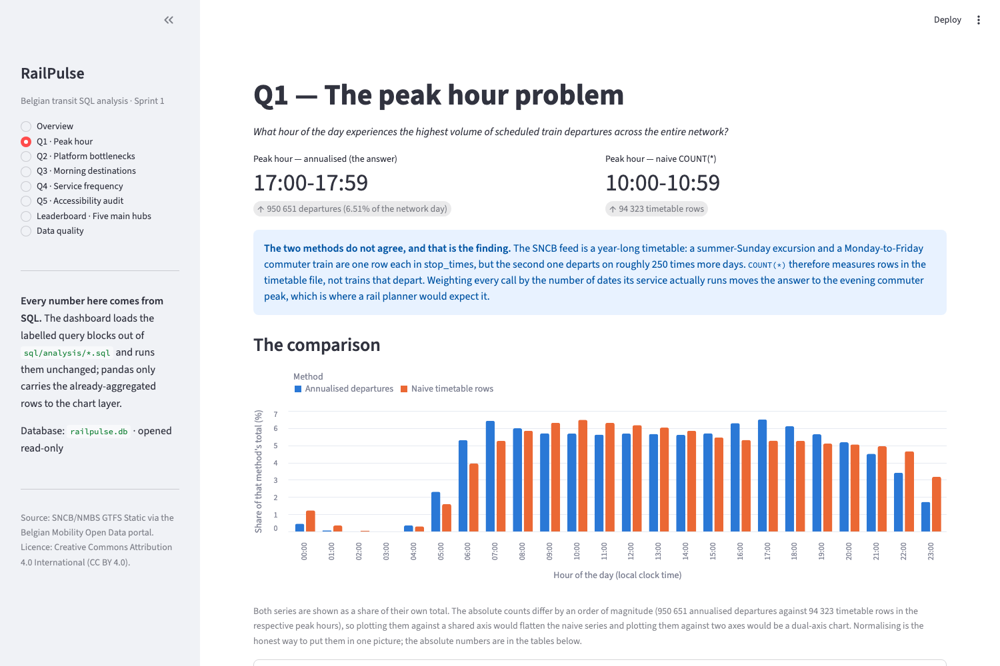 Deploy
RailPulse
Belgian transit SQL analysis · Sprint 1
Overview
Q1 · Peak hour
Q2 · Platform bottlenecks
Q3 · Morning destinations
Q4 · Service frequency
Q5 · Accessibility audit
Leaderboard · Five main hubs
Data quality
Every number here comes from
SQL. The dashboard loads the
labelled query blocks out of
sql/analysis/*.sql and runs
them unchanged; pandas only
carries the already-aggregated
rows to the chart layer.
Database: railpulse.db · opened
read-only
Source: SNCB/NMBS GTFS Static via the
Belgian Mobility Open Data portal.
Licence: Creative Commons Attribution
4.0 International (CC BY 4.0).
Q1 — The peak hour problem
What hour of the day experiences the highest volume of scheduled train departures across the entire network?
Peak hour — annualised (the answer)
17:00-17:59
↑ 950 651 departures (6.51% of the network day)
Peak hour — naive COUNT(*)
10:00-10:59
↑ 94 323 timetable rows
The two methods do not agree, and that is the finding. The SNCB feed is a year-long timetable: a summer-Sunday excursion and a Monday-to-Friday
commuter train are one row each in stop_times, but the second one departs on roughly 250 times more days. COUNT(*) therefore measures rows in the
timetable file, not trains that depart. Weighting every call by the number of dates its service actually runs moves the answer to the evening commuter
peak, which is where a rail planner would expect it.
The comparison
Method
Annualised departures Naive timetable rows
Share of that method's total (%)
7
6
5
4
3
2
1
0
00:00 01:00 02:00 03:00 04:00 05:00 06:00 07:00 08:00 09:00 10:00 11:00 12:00 13:00 14:00 15:00 16:00 17:00 18:00 19:00 20:00 21:00 22:00 23:00
Hour of the day (local clock time)
Both series are shown as a share of their own total. The absolute counts differ by an order of magnitude (950 651 annualised departures against 94 323 timetable rows in the
respective peak hours), so plotting them against a shared axis would flatten the naive series and plotting them against two axes would be a dual-axis chart. Normalising is the
honest way to put them in one picture; the absolute numbers are in the tables below.